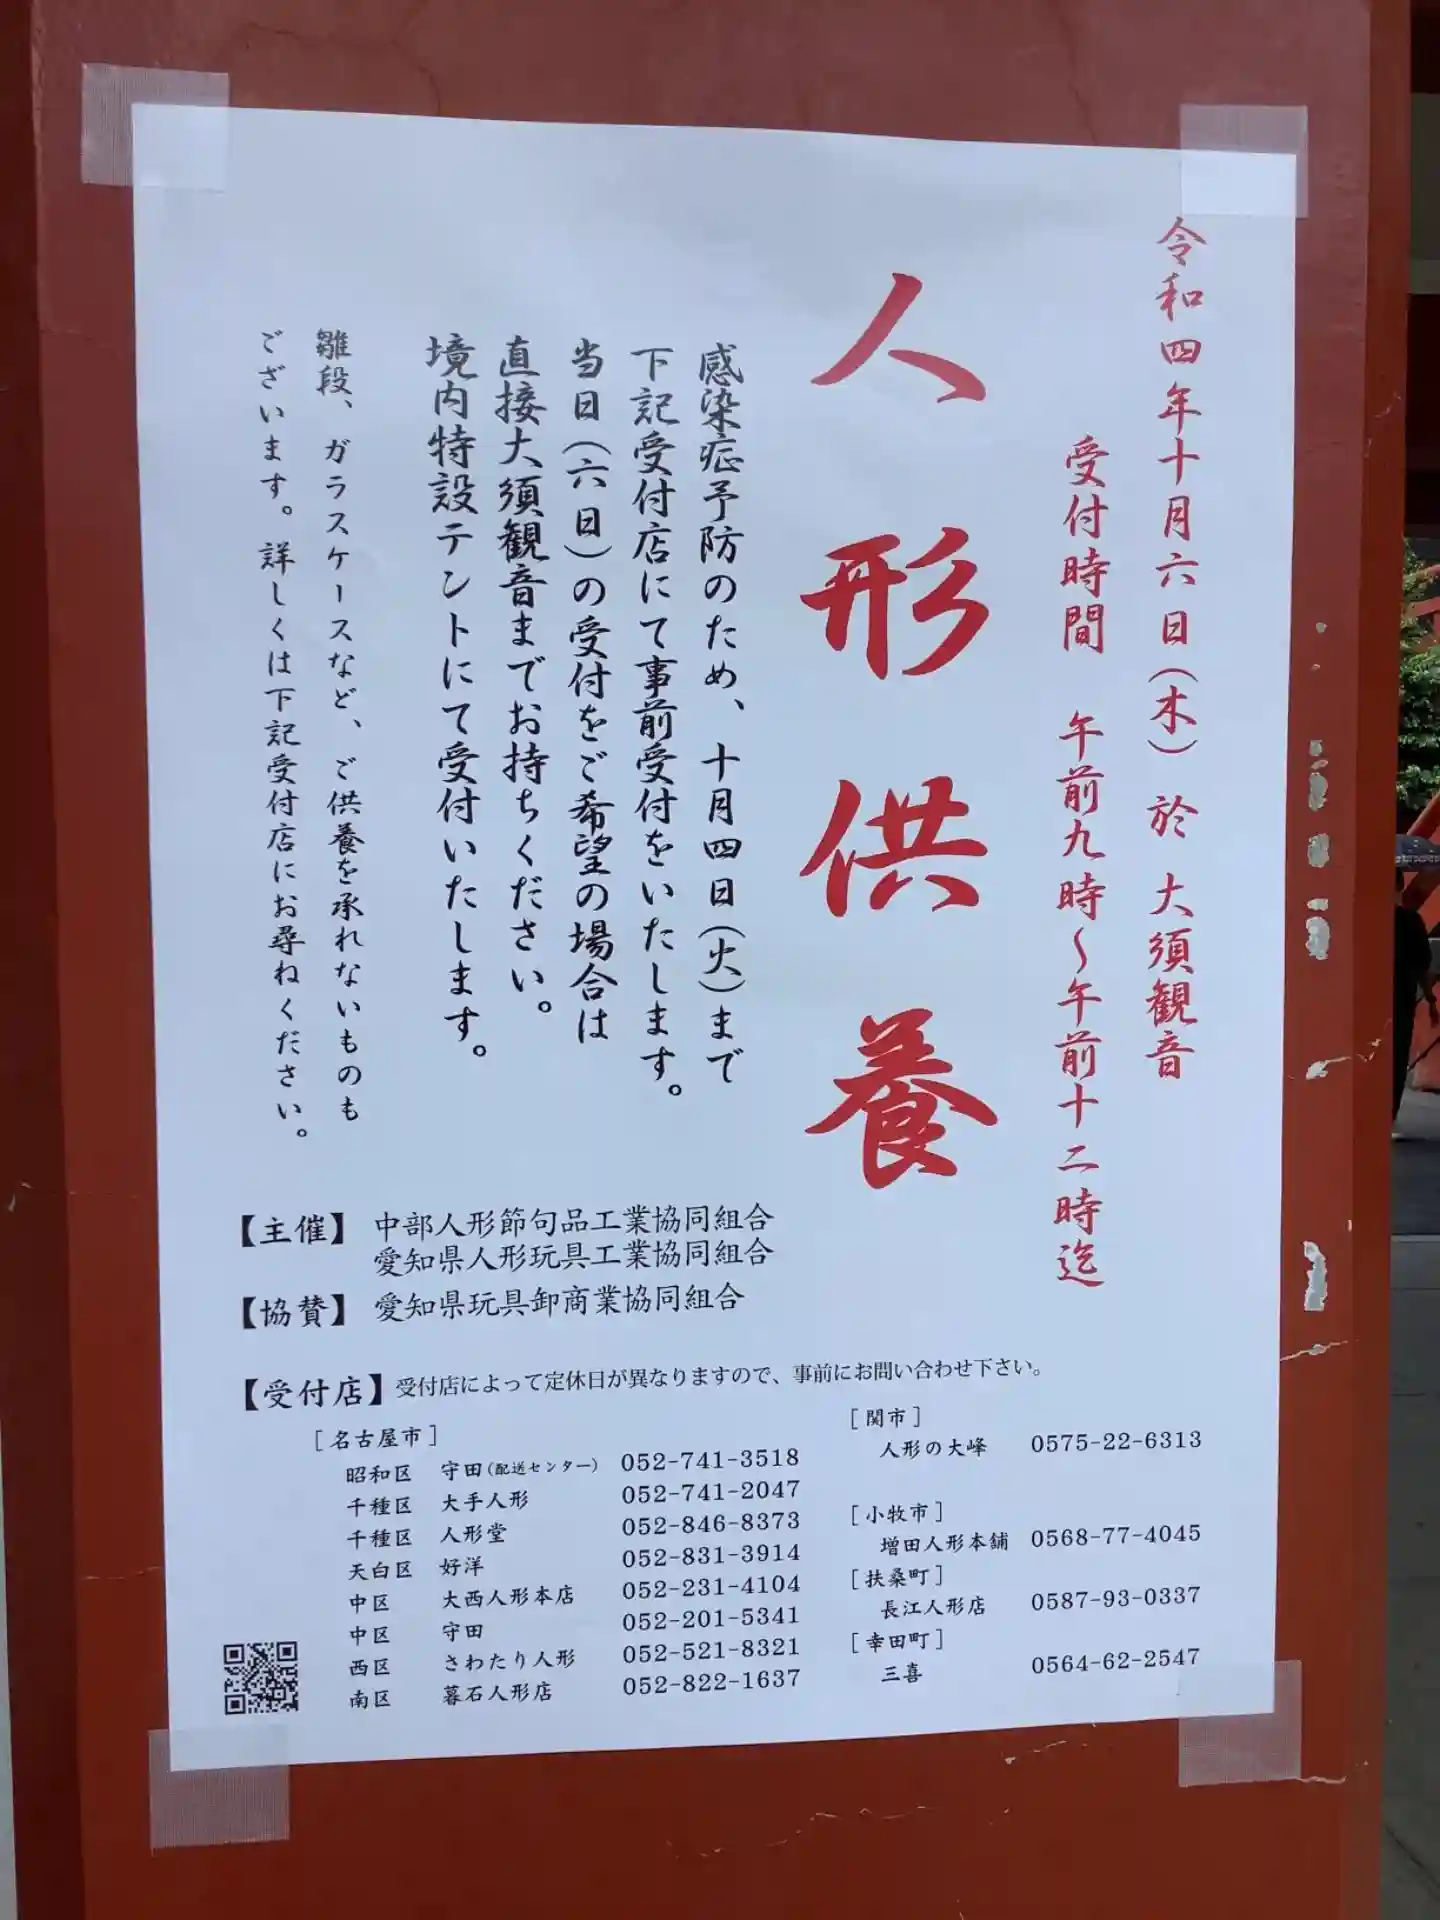 令和四年十月六日（木） 於 大須観音
受付時間 午前九時〜午前十二時迄
人形供養
感染症予防のため、十月四日（火）まで
下記受付店にて事前受付をいたします。
当日（六日）の受付をご希望の場合は
直接大須観音までお持ちください。
境内特設テントにて受付いたします。
雛段、ガラスケースなど、ご供養を承れないものも
ございます。詳しくは下記受付店にお尋ねください。
【主催】 中部人形節句品工業協同組合
愛知県人形玩具工業協同組合
【協賛】 愛知県玩具卸商業協同組合
【受付店】受付店によって定休日が異なりますので、事前にお問い合わせ下さい。
［名古屋市］
昭和区 守田（配送センター） 052-741-3518
千種区 大手人形 052-741-2047
千種区 人形堂 052-846-8373
天白区 好洋 052-831-3914
中区 大西人形本店 052-231-4104
中区 守田 052-201-5341
西区 さわたり人形 052-521-8321
南区 暮石人形店 052-822-1637
［関市］
人形の大峰 0575-22-6313
［小牧市］
増田人形本舗 0568-77-4045
［扶桑町］
長江人形店 0587-93-0337
［幸田町］
三喜 0564-62-2547